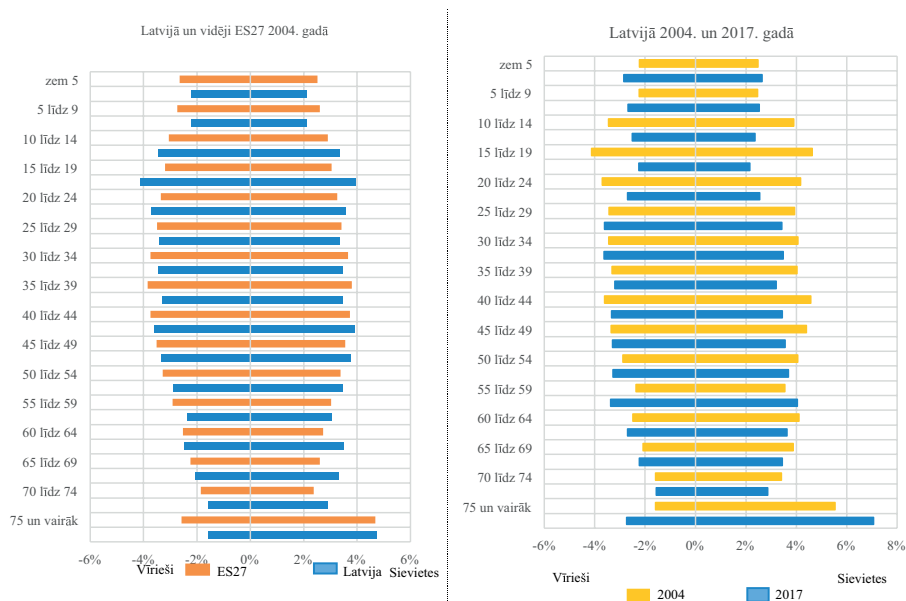 Latvijā un vidēji ES27 2004. gadā
zem 5
5 līdz 9
10 līdz 14
15 līdz 19
20 līdz 24
25 līdz 29
30 līdz 34
35 līdz 39
40 līdz 44
45 līdz 49
50 līdz 54
55 līdz 59
60 līdz 64
65 līdz 69
70 līdz 74
75 un vairāk
-6% -4% -2% 0% 2% 4% 6%
Vīrieši ES27 Latvija Sievietes
Latvijā 2004. un 2017. gadā
zem 5
5 līdz 9
10 līdz 14
15 līdz 19
20 līdz 24
25 līdz 29
30 līdz 34
35 līdz 39
40 līdz 44
45 līdz 49
50 līdz 54
55 līdz 59
60 līdz 64
65 līdz 69
70 līdz 74
75 un vairāk
-6% -4% -2% 0% 2% 4% 6% 8%
Vīrieši Sievietes
2004 2017